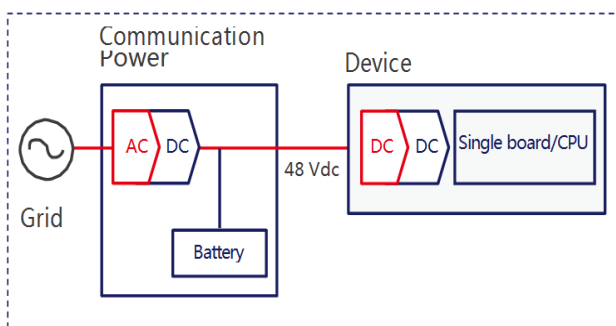 Communication
Power
Device
AC DC
DC DC
Single board/CPU
48 Vdc
Grid
Battery